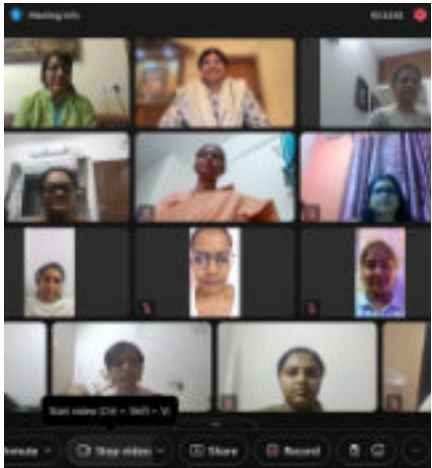 Meeting info
Start video (Ctrl + Shift + V)
Stop video
Share
Record